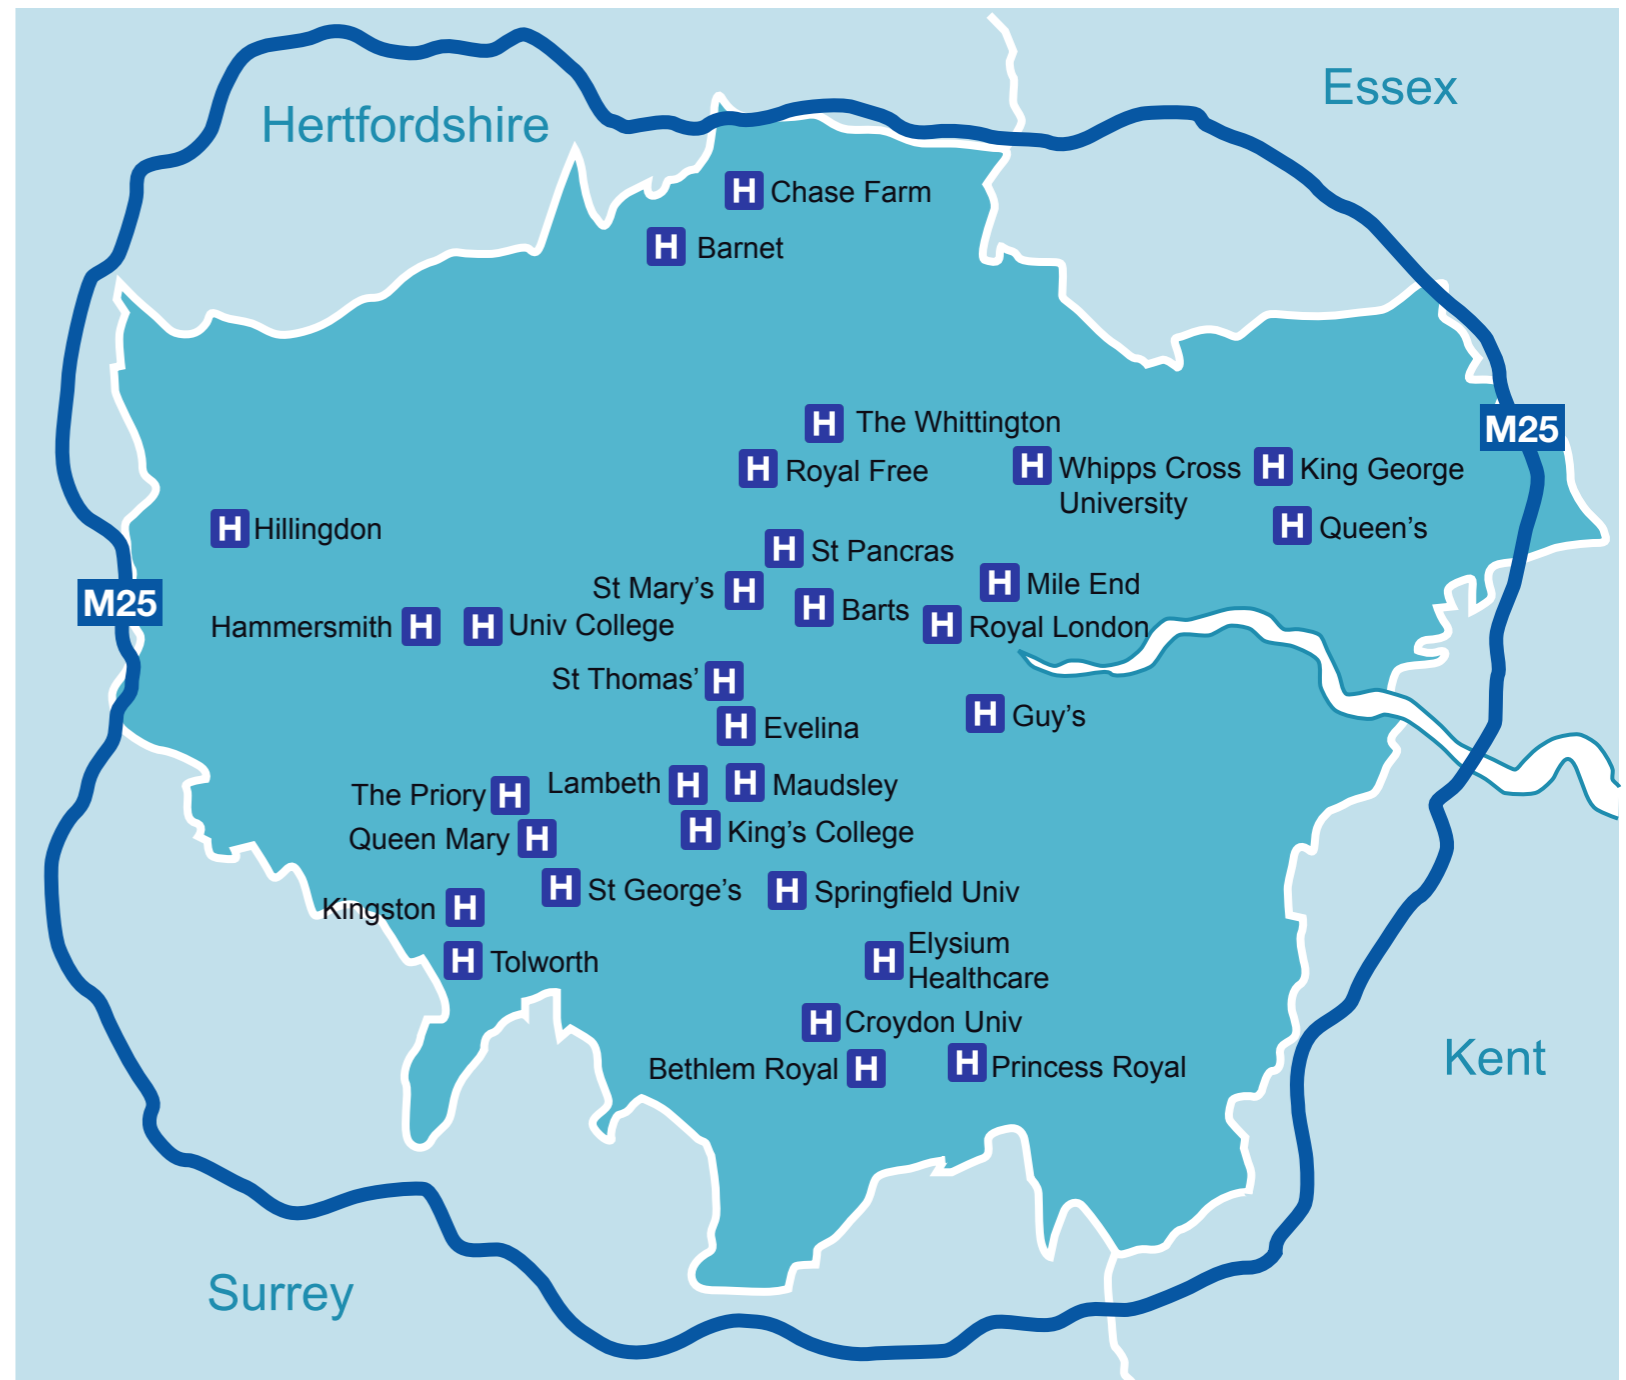 Essex
Hertfordshire
H Chase Farm
H Barnet
H The Whittington
M25
H Royal Free
H Whipps Cross
University
H King George
H Hillingdon
H Queen's
H St Pancras
M25
St Mary's H
H Mile End
H Barts
Hammersmith H
H Univ College
H Royal London
St Thomas' H
H Guy's
H Evelina
The Priory H
Lambeth H
H Maudsley
Queen Mary H
H King's College
H St George's
H Springfield Univ
Kingston H
H Tolworth
H Elysium
Healthcare
H Croydon Univ
Bethlem Royal H
H Princess Royal
Kent
Surrey